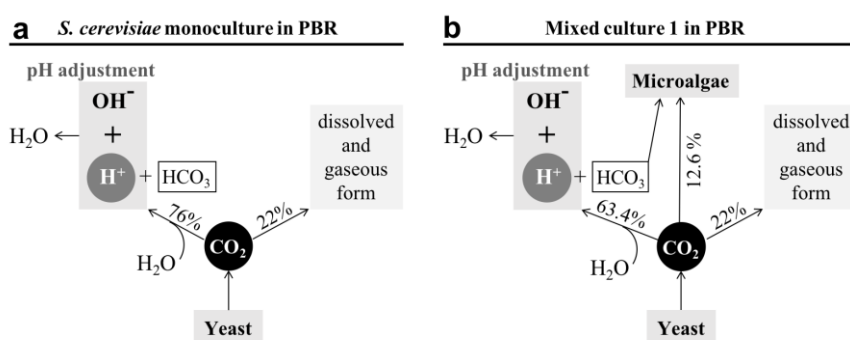 a S. cerevisiae monoculture in PBR
pH adjustment
OH⁻
+
H₂O
H⁺ + HCO₃
dissolved
and
gaseous
form
76%
22%
H₂O
CO₂
Yeast
b Mixed culture 1 in PBR
pH adjustment
Microalgae
OH⁻
+
H₂O
H⁺ + HCO₃
12.6 %
dissolved
and
gaseous
form
63.4%
22%
H₂O
CO₂
Yeast